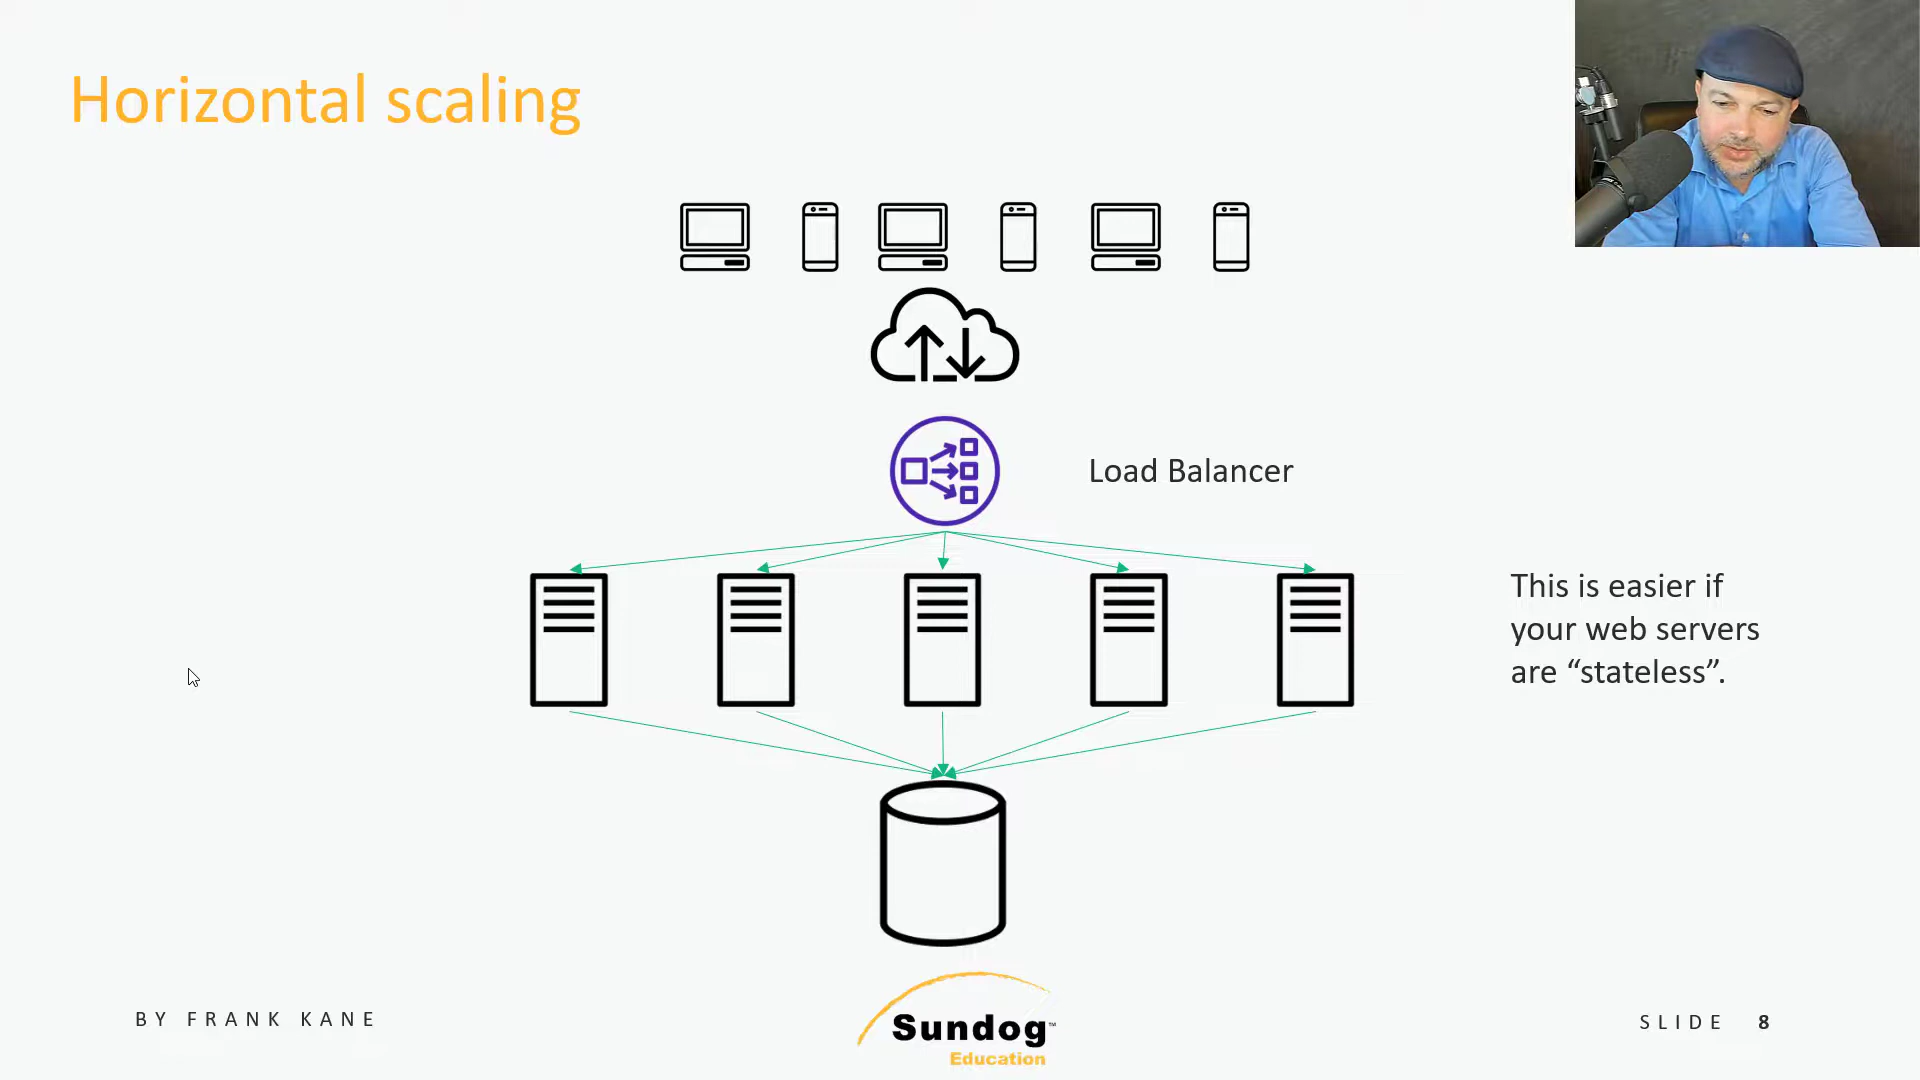 Horizontal scaling
Load Balancer
This is easier if
your web servers
are “stateless”.
BY FRANK KANE
Sundog™
Education
SLIDE 8